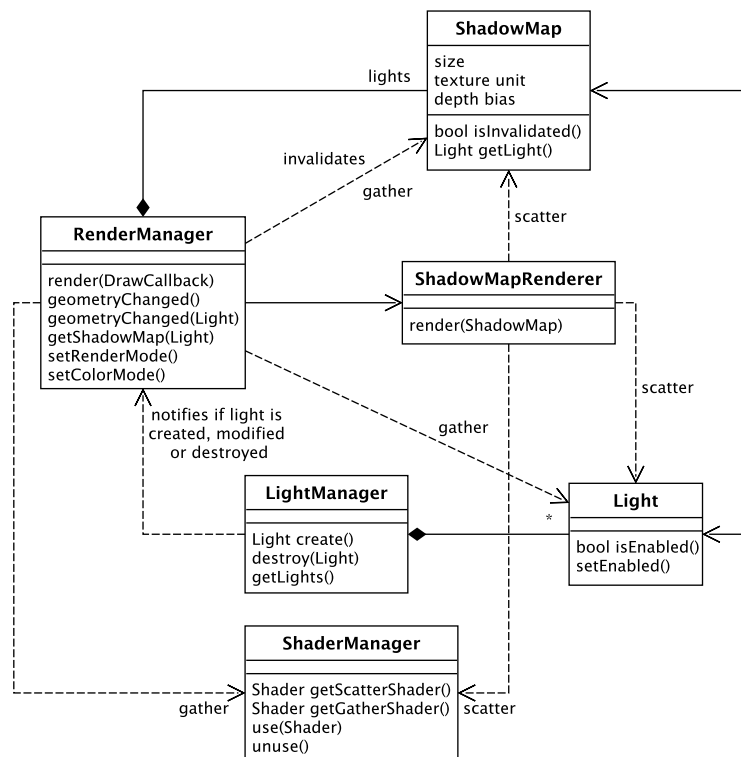 ShadowMap
size
texture unit
depth bias
bool isInvalidated()
Light getLight()
lights
invalidates
gather
scatter
RenderManager
render(DrawCallback)
geometryChanged()
geometryChanged(Light)
getShadowMap(Light)
setRenderMode()
setColorMode()
ShadowMapRenderer
render(ShadowMap)
scatter
notifies if light is
created, modified
or destroyed
gather
LightManager
Light create()
destroy(Light)
getLights()
*
Light
bool isEnabled()
setEnabled()
ShaderManager
Shader getScatterShader()
Shader getGatherShader()
use(Shader)
unuse()
gather
scatter